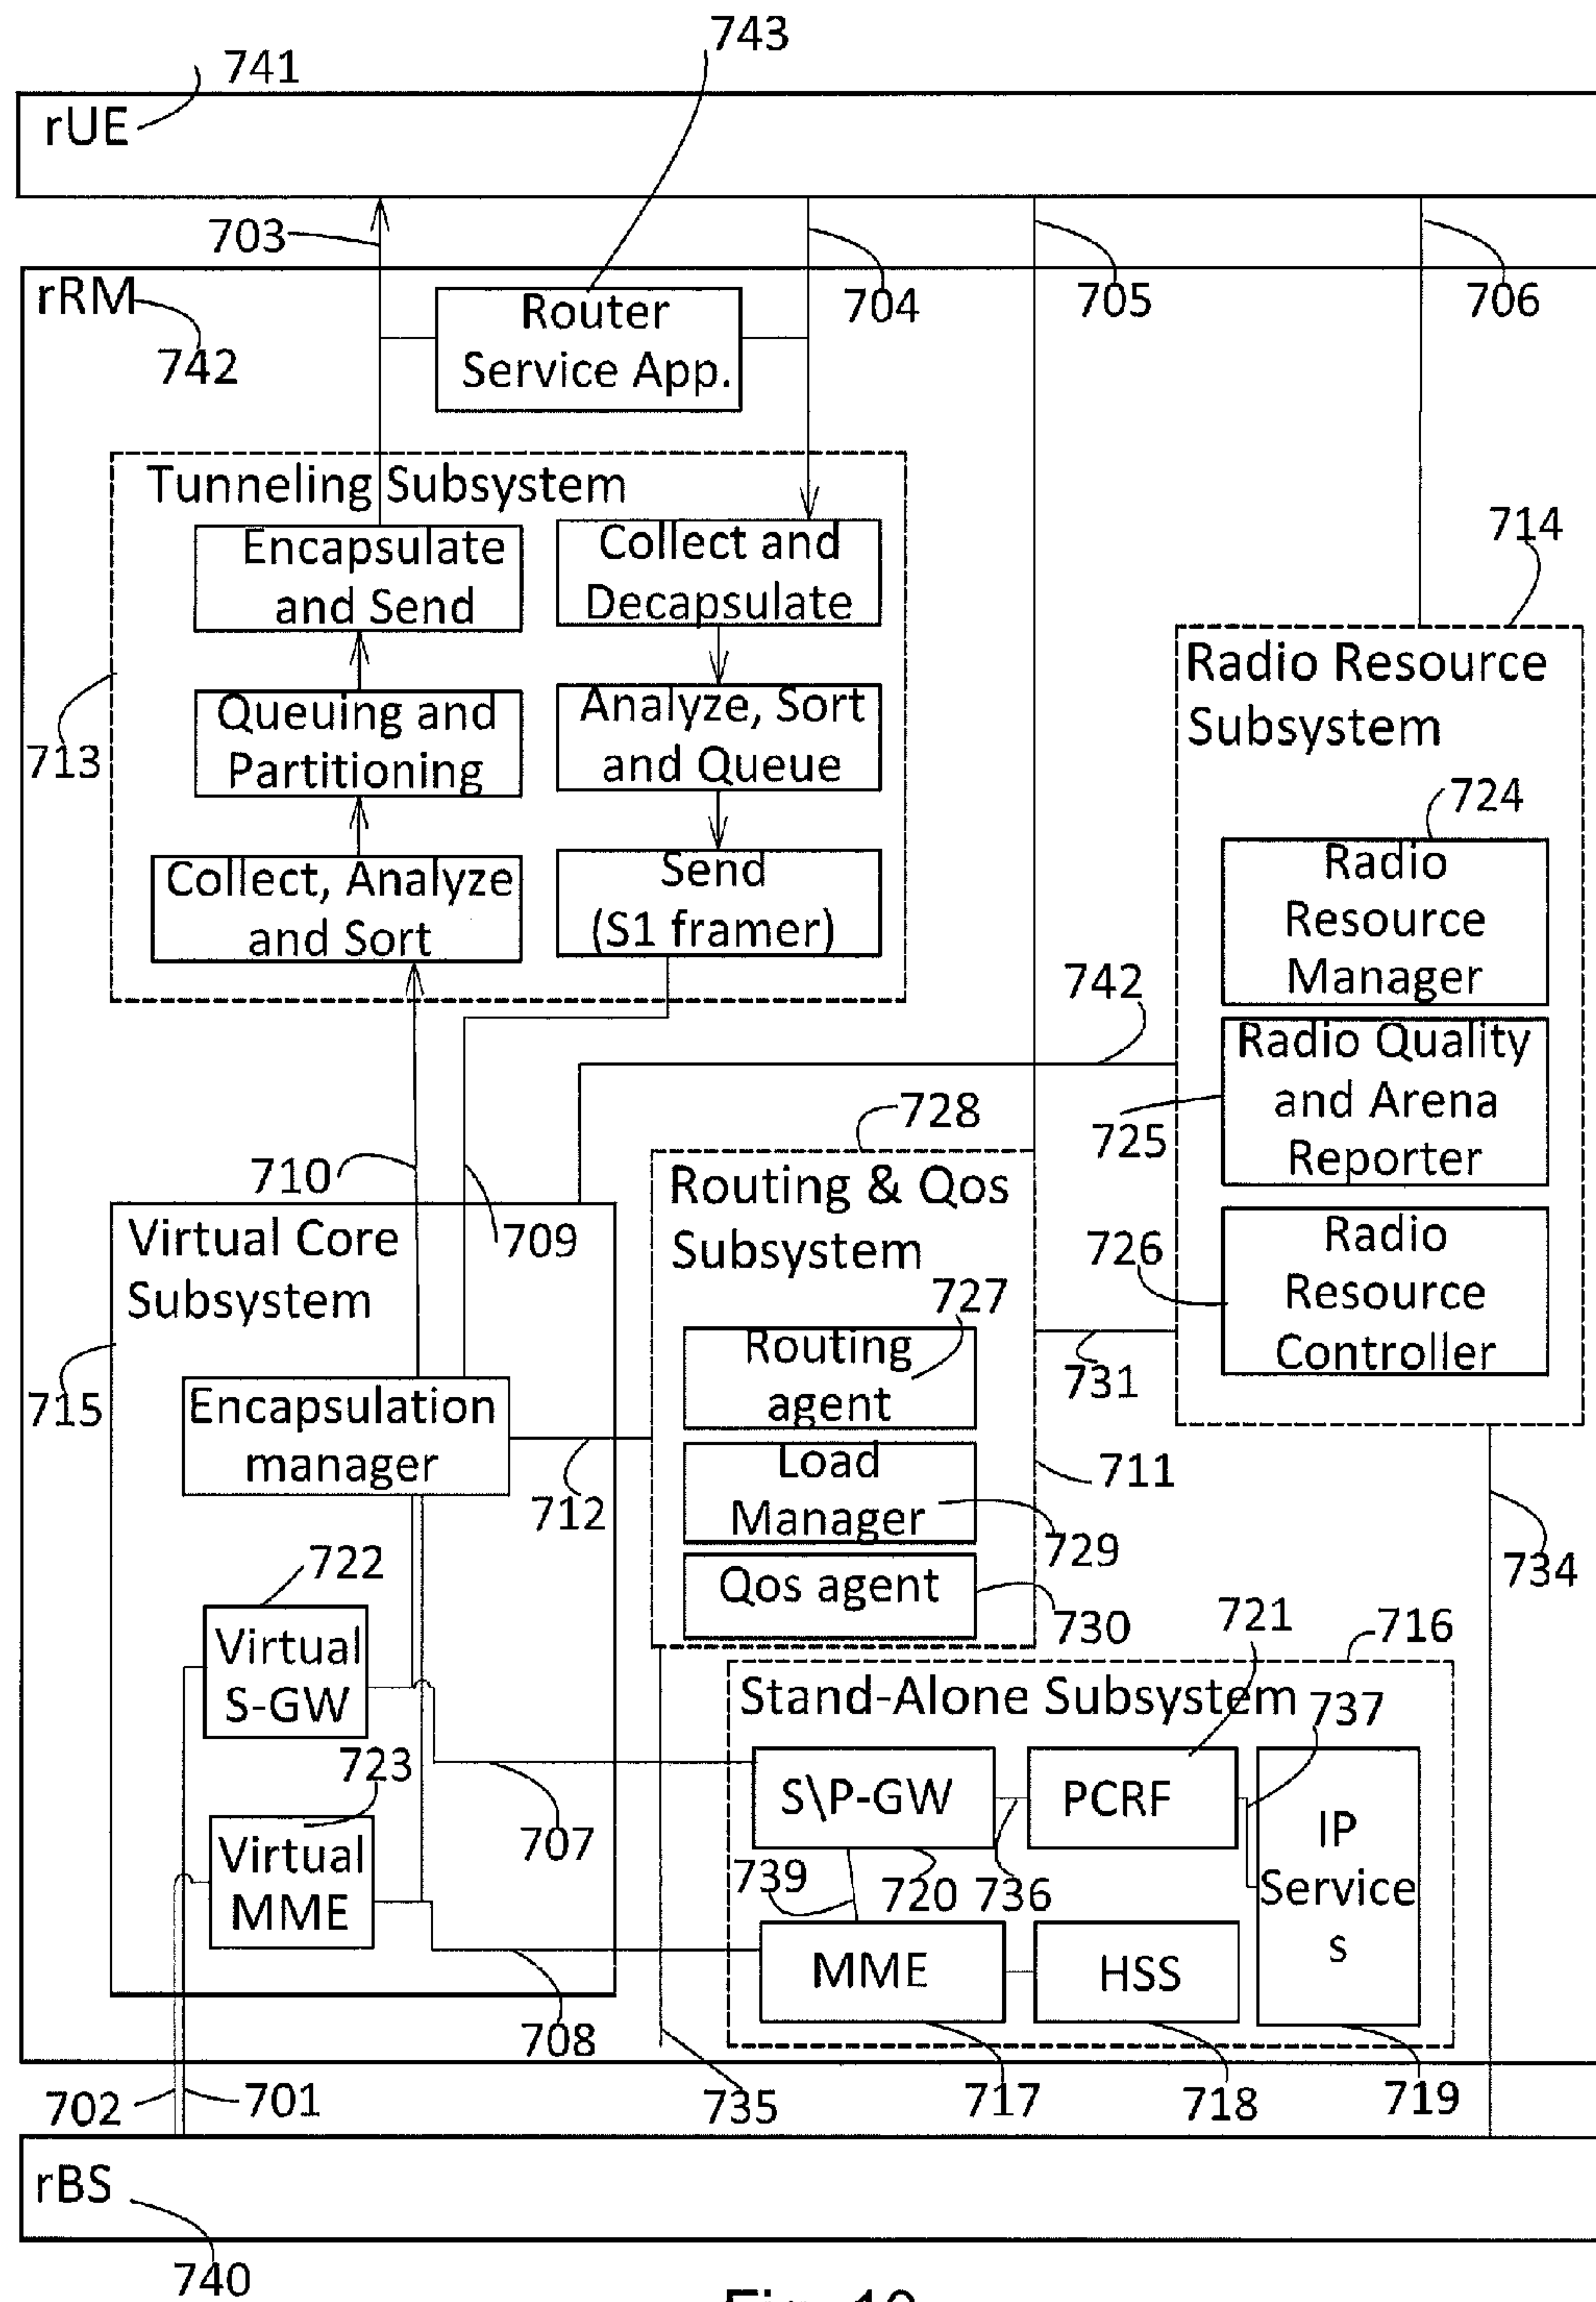 743
741
rUE
703
704
705
706
rRM
742
Router
Service App.
Tunneling Subsystem
Encapsulate
and Send
Collect and
Decapsulate
714
Radio Resource
Subsystem
713
Queuing and
Partitioning
Analyze, Sort
and Queue
724
Radio
Resource
Manager
Collect, Analyze
and Sort
Send
(S1 framer)
742
Radio Quality
and Arena
Reporter
725
728
710
709
Routing & Qos
Subsystem
Virtual Core
Subsystem
726
Radio
Resource
Controller
727
Routing
agent
731
715
Encapsulation
manager
712
Load
Manager
711
729
734
722
Qos agent
730
721
716
Virtual
S-GW
Stand-Alone Subsystem
737
723
S\P-GW
PCRF
IP
Service
s
Virtual
MME
707
739
720
736
MME
HSS
708
702
701
735
717
718
719
rBS
740